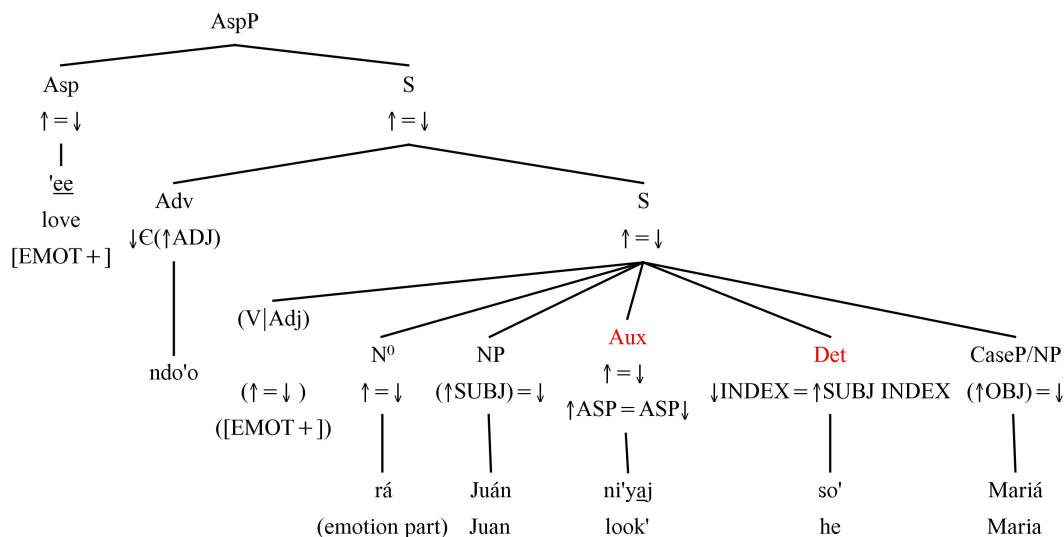 AspP
Asp S
↑=↓ ↑=↓
'ee Adv S
love ↓Є(↑ADJ) ↑=↓
[EMOT+]
(V|Adj) Aux
N⁰ NP Det CaseP/NP
ndo'o ↑=↓
(↑=↓) ↑=↓ (↑SUBJ)=↓ ↓INDEX=↑SUBJ INDEX (↑OBJ)=↓
([EMOT+]) ↑ASP=ASP↓
rá Juán ni'yaj so' Mariá
(emotion part) Juan look' he Maria